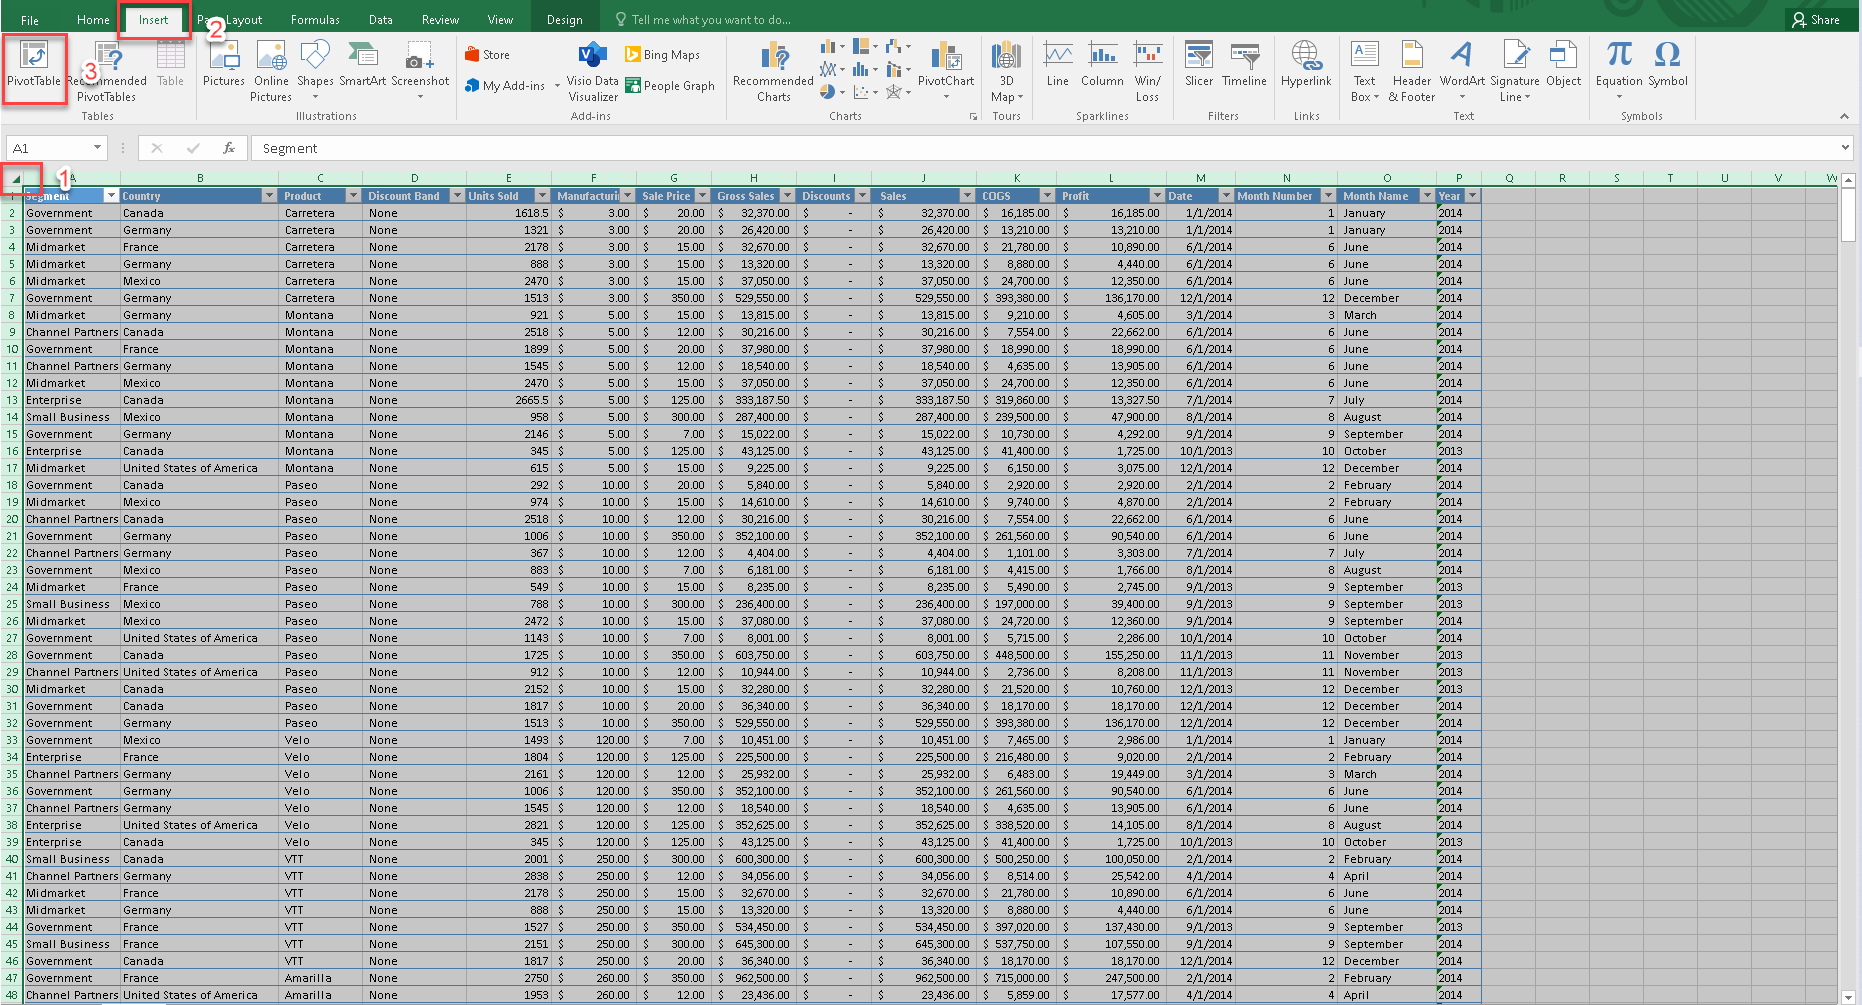 File Home Insert Page Layout Formulas Data Review View Design Tell me what you want to do... Share
2
PivotTable Recommended PivotTables Table Pictures Online Pictures Shapes SmartArt Screenshot Store My Add-ins Visio Data Visualizer Bing Maps People Graph Recommended Charts PivotChart 3D Map Line Column Win/Loss Slicer Timeline Hyperlink Text Box Header & Footer WordArt Signature Line Object Equation Symbol
3
Tables Illustrations Add-ins Charts Tours Sparklines Filters Links Text Symbols
A1 fx Segment
1
A B C D E F G H I J K L M N O P Q R S T U V W
1 Segment Country Product Discount Band Units Sold Manufacturin Sale Price Gross Sales Discounts Sales COGS Profit Date Month Number Month Name Year
2 Government Canada Carretera None 1618.5 $ 3.00 $ 20.00 $ 32,370.00 $ - $ 32,370.00 $ 16,185.00 $ 16,185.00 1/1/2014 1 January 2014
3 Government Germany Carretera None 1321 $ 3.00 $ 20.00 $ 26,420.00 $ - $ 26,420.00 $ 13,210.00 $ 13,210.00 1/1/2014 1 January 2014
4 Midmarket France Carretera None 2178 $ 3.00 $ 15.00 $ 32,670.00 $ - $ 32,670.00 $ 21,780.00 $ 10,890.00 6/1/2014 6 June 2014
5 Midmarket Germany Carretera None 888 $ 3.00 $ 15.00 $ 13,320.00 $ - $ 13,320.00 $ 8,880.00 $ 4,440.00 6/1/2014 6 June 2014
6 Midmarket Mexico Carretera None 2470 $ 3.00 $ 15.00 $ 37,050.00 $ - $ 37,050.00 $ 24,700.00 $ 12,350.00 6/1/2014 6 June 2014
7 Government Germany Carretera None 1513 $ 3.00 $ 350.00 $ 529,550.00 $ - $ 529,550.00 $ 393,380.00 $ 136,170.00 12/1/2014 12 December 2014
8 Midmarket Germany Montana None 921 $ 5.00 $ 15.00 $ 13,815.00 $ - $ 13,815.00 $ 9,210.00 $ 4,605.00 3/1/2014 3 March 2014
9 Channel Partners Canada Montana None 2518 $ 5.00 $ 12.00 $ 30,216.00 $ - $ 30,216.00 $ 7,554.00 $ 22,662.00 6/1/2014 6 June 2014
10 Government France Montana None 1899 $ 5.00 $ 20.00 $ 37,980.00 $ - $ 37,980.00 $ 18,990.00 $ 18,990.00 6/1/2014 6 June 2014
11 Channel Partners Germany Montana None 1545 $ 5.00 $ 12.00 $ 18,540.00 $ - $ 18,540.00 $ 4,635.00 $ 13,905.00 6/1/2014 6 June 2014
12 Midmarket Mexico Montana None 2470 $ 5.00 $ 15.00 $ 37,050.00 $ - $ 37,050.00 $ 24,700.00 $ 12,350.00 6/1/2014 6 June 2014
13 Enterprise Canada Montana None 2665.5 $ 5.00 $ 125.00 $ 333,187.50 $ - $ 333,187.50 $ 319,860.00 $ 13,327.50 7/1/2014 7 July 2014
14 Small Business Mexico Montana None 958 $ 5.00 $ 300.00 $ 287,400.00 $ - $ 287,400.00 $ 239,500.00 $ 47,900.00 8/1/2014 8 August 2014
15 Government Germany Montana None 2146 $ 5.00 $ 7.00 $ 15,022.00 $ - $ 15,022.00 $ 10,730.00 $ 4,292.00 9/1/2014 9 September 2014
16 Enterprise Canada Montana None 345 $ 5.00 $ 125.00 $ 43,125.00 $ - $ 43,125.00 $ 41,400.00 $ 1,725.00 10/1/2013 10 October 2013
17 Midmarket United States of America Montana None 615 $ 5.00 $ 15.00 $ 9,225.00 $ - $ 9,225.00 $ 6,150.00 $ 3,075.00 12/1/2014 12 December 2014
18 Government Canada Paseo None 292 $ 10.00 $ 20.00 $ 5,840.00 $ - $ 5,840.00 $ 2,920.00 $ 2,920.00 2/1/2014 2 February 2014
19 Midmarket Mexico Paseo None 974 $ 10.00 $ 15.00 $ 14,610.00 $ - $ 14,610.00 $ 9,740.00 $ 4,870.00 2/1/2014 2 February 2014
20 Channel Partners Canada Paseo None 2518 $ 10.00 $ 12.00 $ 30,216.00 $ - $ 30,216.00 $ 7,554.00 $ 22,662.00 6/1/2014 6 June 2014
21 Government Germany Paseo None 1006 $ 10.00 $ 350.00 $ 352,100.00 $ - $ 352,100.00 $ 261,560.00 $ 90,540.00 6/1/2014 6 June 2014
22 Channel Partners Germany Paseo None 367 $ 10.00 $ 12.00 $ 4,404.00 $ - $ 4,404.00 $ 1,101.00 $ 3,303.00 7/1/2014 7 July 2014
23 Government Mexico Paseo None 883 $ 10.00 $ 7.00 $ 6,181.00 $ - $ 6,181.00 $ 4,415.00 $ 1,766.00 8/1/2014 8 August 2014
24 Midmarket France Paseo None 549 $ 10.00 $ 15.00 $ 8,235.00 $ - $ 8,235.00 $ 5,490.00 $ 2,745.00 9/1/2013 9 September 2013
25 Small Business Mexico Paseo None 788 $ 10.00 $ 300.00 $ 236,400.00 $ - $ 236,400.00 $ 197,000.00 $ 39,400.00 9/1/2013 9 September 2013
26 Midmarket Mexico Paseo None 2472 $ 10.00 $ 15.00 $ 37,080.00 $ - $ 37,080.00 $ 24,720.00 $ 12,360.00 9/1/2014 9 September 2014
27 Government United States of America Paseo None 1143 $ 10.00 $ 7.00 $ 8,001.00 $ - $ 8,001.00 $ 5,715.00 $ 2,286.00 10/1/2014 10 October 2014
28 Government Canada Paseo None 1725 $ 10.00 $ 350.00 $ 603,750.00 $ - $ 603,750.00 $ 448,500.00 $ 155,250.00 11/1/2013 11 November 2013
29 Channel Partners United States of America Paseo None 912 $ 10.00 $ 12.00 $ 10,944.00 $ - $ 10,944.00 $ 2,736.00 $ 8,208.00 11/1/2013 11 November 2013
30 Midmarket Canada Paseo None 2152 $ 10.00 $ 15.00 $ 32,280.00 $ - $ 32,280.00 $ 21,520.00 $ 10,760.00 12/1/2013 12 December 2013
31 Government Canada Paseo None 1817 $ 10.00 $ 20.00 $ 36,340.00 $ - $ 36,340.00 $ 18,170.00 $ 18,170.00 12/1/2014 12 December 2014
32 Government Germany Paseo None 1513 $ 10.00 $ 350.00 $ 529,550.00 $ - $ 529,550.00 $ 393,380.00 $ 136,170.00 12/1/2014 12 December 2014
33 Government Mexico Velo None 1493 $ 120.00 $ 7.00 $ 10,451.00 $ - $ 10,451.00 $ 7,465.00 $ 2,986.00 1/1/2014 1 January 2014
34 Enterprise France Velo None 1804 $ 120.00 $ 125.00 $ 225,500.00 $ - $ 225,500.00 $ 216,480.00 $ 9,020.00 2/1/2014 2 February 2014
35 Channel Partners Germany Velo None 2161 $ 120.00 $ 12.00 $ 25,932.00 $ - $ 25,932.00 $ 6,483.00 $ 19,449.00 3/1/2014 3 March 2014
36 Government Germany Velo None 1006 $ 120.00 $ 350.00 $ 352,100.00 $ - $ 352,100.00 $ 261,560.00 $ 90,540.00 6/1/2014 6 June 2014
37 Channel Partners Germany Velo None 1545 $ 120.00 $ 12.00 $ 18,540.00 $ - $ 18,540.00 $ 4,635.00 $ 13,905.00 6/1/2014 6 June 2014
38 Enterprise United States of America Velo None 2821 $ 120.00 $ 125.00 $ 352,625.00 $ - $ 352,625.00 $ 338,520.00 $ 14,105.00 8/1/2014 8 August 2014
39 Enterprise Canada Velo None 345 $ 120.00 $ 125.00 $ 43,125.00 $ - $ 43,125.00 $ 41,400.00 $ 1,725.00 10/1/2013 10 October 2013
40 Small Business Canada VTT None 2001 $ 250.00 $ 300.00 $ 600,300.00 $ - $ 600,300.00 $ 500,250.00 $ 100,050.00 2/1/2014 2 February 2014
41 Channel Partners Germany VTT None 2838 $ 250.00 $ 12.00 $ 34,056.00 $ - $ 34,056.00 $ 8,514.00 $ 25,542.00 4/1/2014 4 April 2014
42 Midmarket France VTT None 2178 $ 250.00 $ 15.00 $ 32,670.00 $ - $ 32,670.00 $ 21,780.00 $ 10,890.00 6/1/2014 6 June 2014
43 Midmarket Germany VTT None 888 $ 250.00 $ 15.00 $ 13,320.00 $ - $ 13,320.00 $ 8,880.00 $ 4,440.00 6/1/2014 6 June 2014
44 Government France VTT None 1527 $ 250.00 $ 350.00 $ 534,450.00 $ - $ 534,450.00 $ 397,020.00 $ 137,430.00 9/1/2013 9 September 2013
45 Small Business France VTT None 2151 $ 250.00 $ 300.00 $ 645,300.00 $ - $ 645,300.00 $ 537,750.00 $ 107,550.00 9/1/2014 9 September 2014
46 Government Canada VTT None 1817 $ 250.00 $ 20.00 $ 36,340.00 $ - $ 36,340.00 $ 18,170.00 $ 18,170.00 12/1/2014 12 December 2014
47 Government France Amarilla None 2750 $ 260.00 $ 350.00 $ 962,500.00 $ - $ 962,500.00 $ 715,000.00 $ 247,500.00 2/1/2014 2 February 2014
48 Channel Partners United States of America Amarilla None 1953 $ 260.00 $ 12.00 $ 23,436.00 $ - $ 23,436.00 $ 5,859.00 $ 17,577.00 4/1/2014 4 April 2014